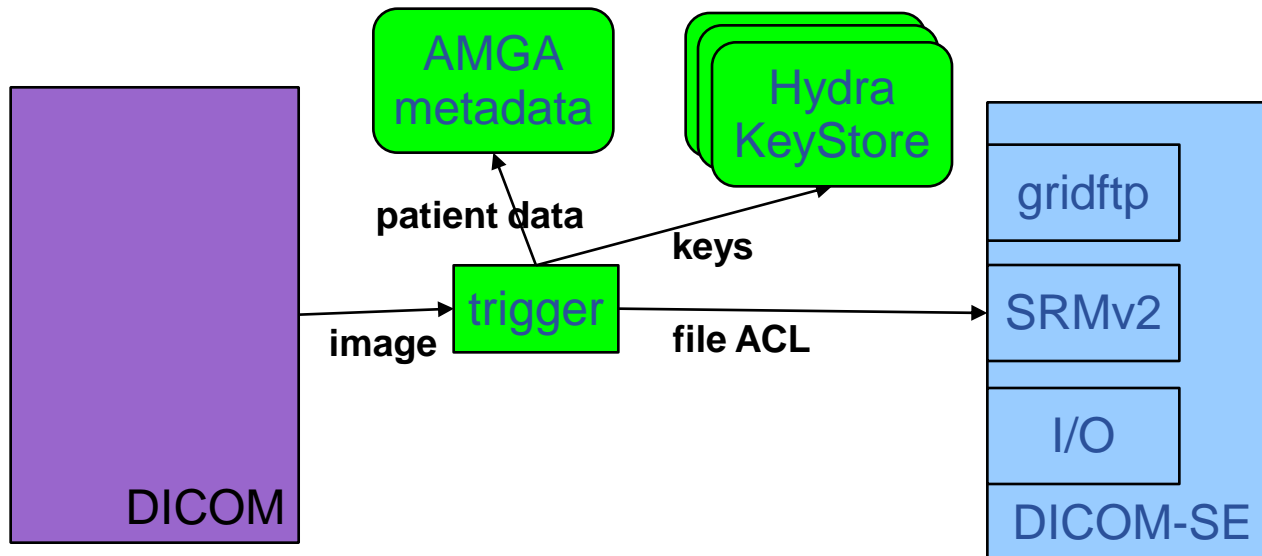 AMGA
metadata
Hydra
KeyStore
gridftp
patient data
keys
trigger
SRMv2
image
file ACL
I/O
DICOM
DICOM-SE